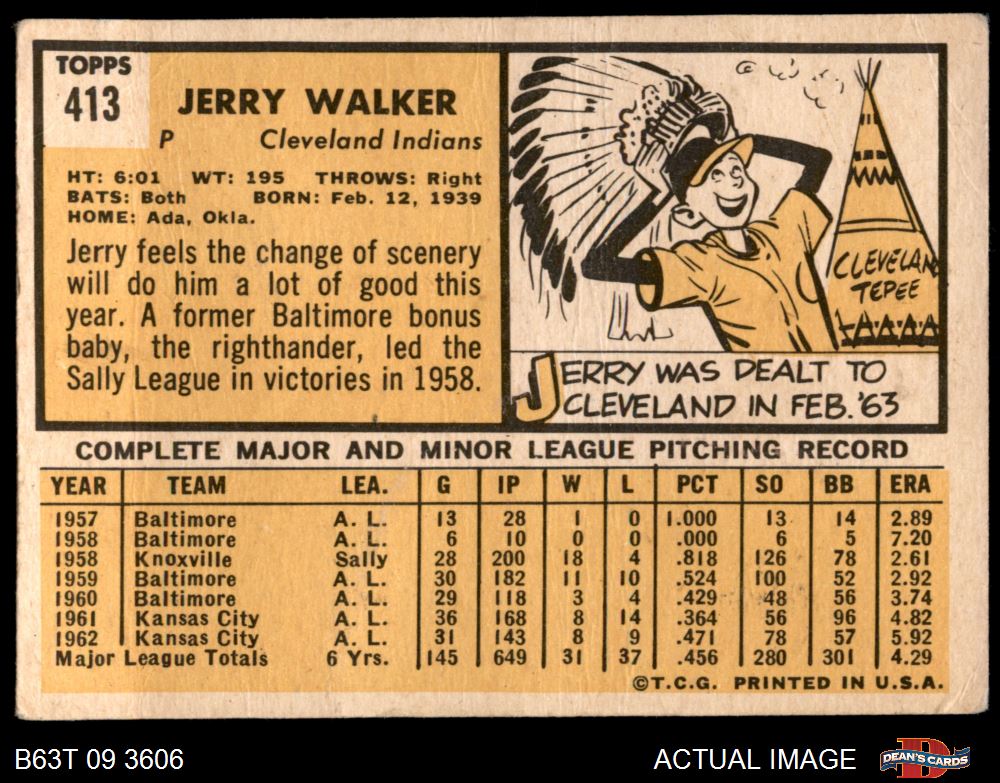 TOPPS
413
JERRY WALKER
P Cleveland Indians
HT: 6:01 WT: 195 THROWS: Right
BATS: Both BORN: Feb. 12, 1939
HOME: Ada, Okla.
Jerry feels the change of scenery
will do him a lot of good this
year. A former Baltimore bonus
baby, the righthander, led the
Sally League in victories in 1958.
CLEVELAND
TEPEE
JERRY WAS DEALT TO
CLEVELAND IN FEB. '63
COMPLETE MAJOR AND MINOR LEAGUE PITCHING RECORD
YEAR TEAM LEA. G IP W L PCT SO BB ERA
1957 Baltimore A. L. 13 28 1 0 1.000 13 14 2.89
1958 Baltimore A. L. 6 10 0 0 .000 6 5 7.20
1958 Knoxville Sally 28 200 18 4 .818 126 78 2.61
1959 Baltimore A. L. 30 182 11 10 .524 100 52 2.92
1960 Baltimore A. L. 29 118 3 4 .429 48 56 3.74
1961 Kansas City A. L. 36 168 8 14 .364 56 96 4.82
1962 Kansas City A. L. 31 143 8 9 .471 78 57 5.92
Major League Totals 6 Yrs. 145 649 31 37 .456 280 301 4.29
©T.C.G. PRINTED IN U.S.A.
B63T 09 3606
ACTUAL IMAGE
DEAN'S CARDS